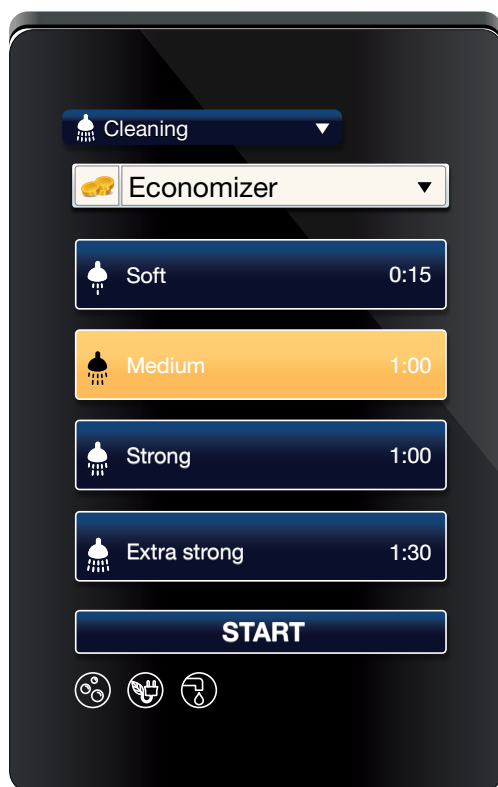 Cleaning
Economizer
Soft 0:15
Medium 1:00
Strong 1:00
Extra strong 1:30
START